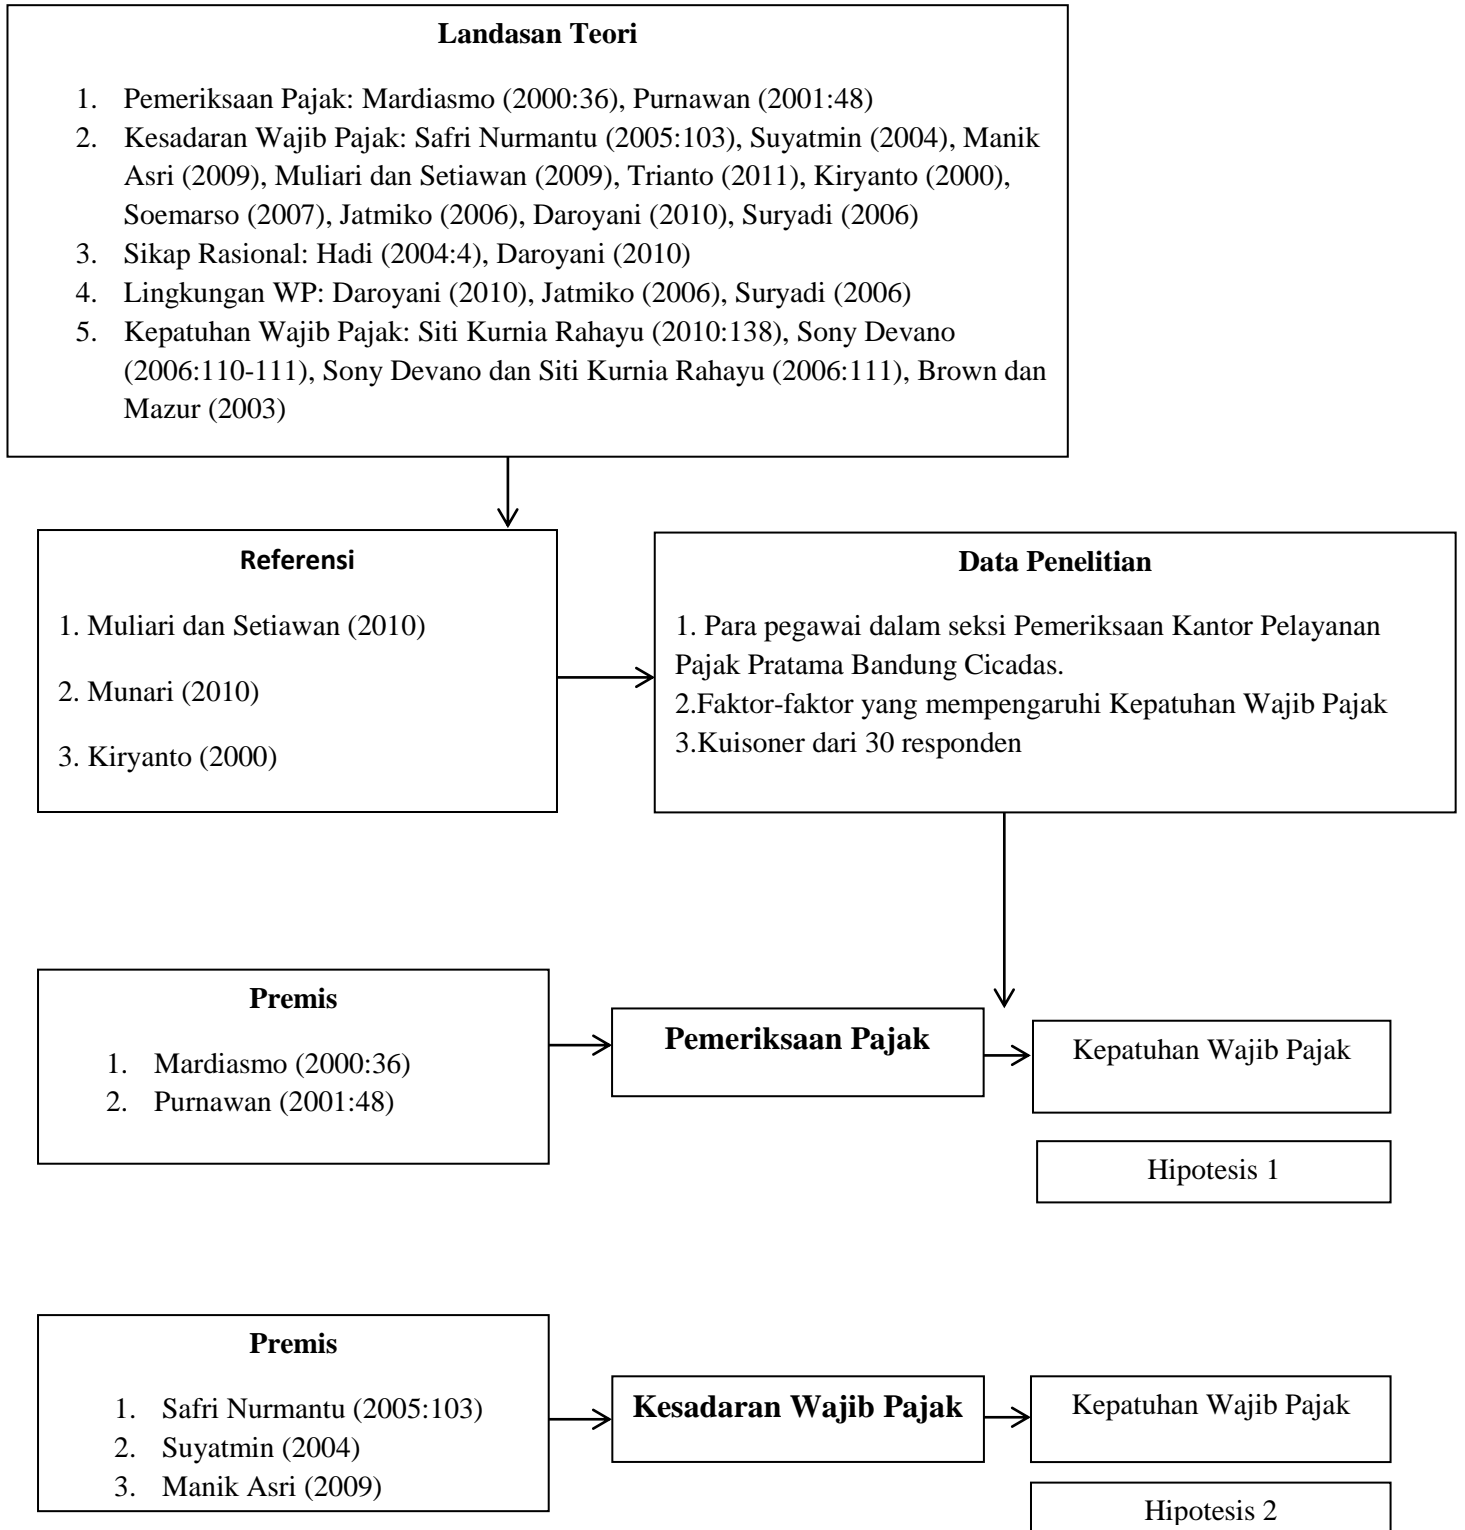 Landasan Teori
1. Pemeriksaan Pajak: Mardiasmo (2000:36), Purnawan (2001:48)
2. Kesadaran Wajib Pajak: Safri Nurmantu (2005:103), Suyatmin (2004), Manik
Asri (2009), Muliari dan Setiawan (2009), Trianto (2011), Kiryanto (2000),
Soemarso (2007), Jatmiko (2006), Daroyani (2010), Suryadi (2006)
3. Sikap Rasional: Hadi (2004:4), Daroyani (2010)
4. Lingkungan WP: Daroyani (2010), Jatmiko (2006), Suryadi (2006)
5. Kepatuhan Wajib Pajak: Siti Kurnia Rahayu (2010:138), Sony Devano
(2006:110-111), Sony Devano dan Siti Kurnia Rahayu (2006:111), Brown dan
Mazur (2003)
Referensi
1. Muliari dan Setiawan (2010)
2. Munari (2010)
3. Kiryanto (2000)
Data Penelitian
1. Para pegawai dalam seksi Pemeriksaan Kantor Pelayanan
Pajak Pratama Bandung Cicadas.
2.Faktor-faktor yang mempengaruhi Kepatuhan Wajib Pajak
3.Kuisoner dari 30 responden
Premis
1. Mardiasmo (2000:36)
2. Purnawan (2001:48)
Pemeriksaan Pajak
Kepatuhan Wajib Pajak
Hipotesis 1
Premis
1. Safri Nurmantu (2005:103)
2. Suyatmin (2004)
3. Manik Asri (2009)
Kesadaran Wajib Pajak
Kepatuhan Wajib Pajak
Hipotesis 2